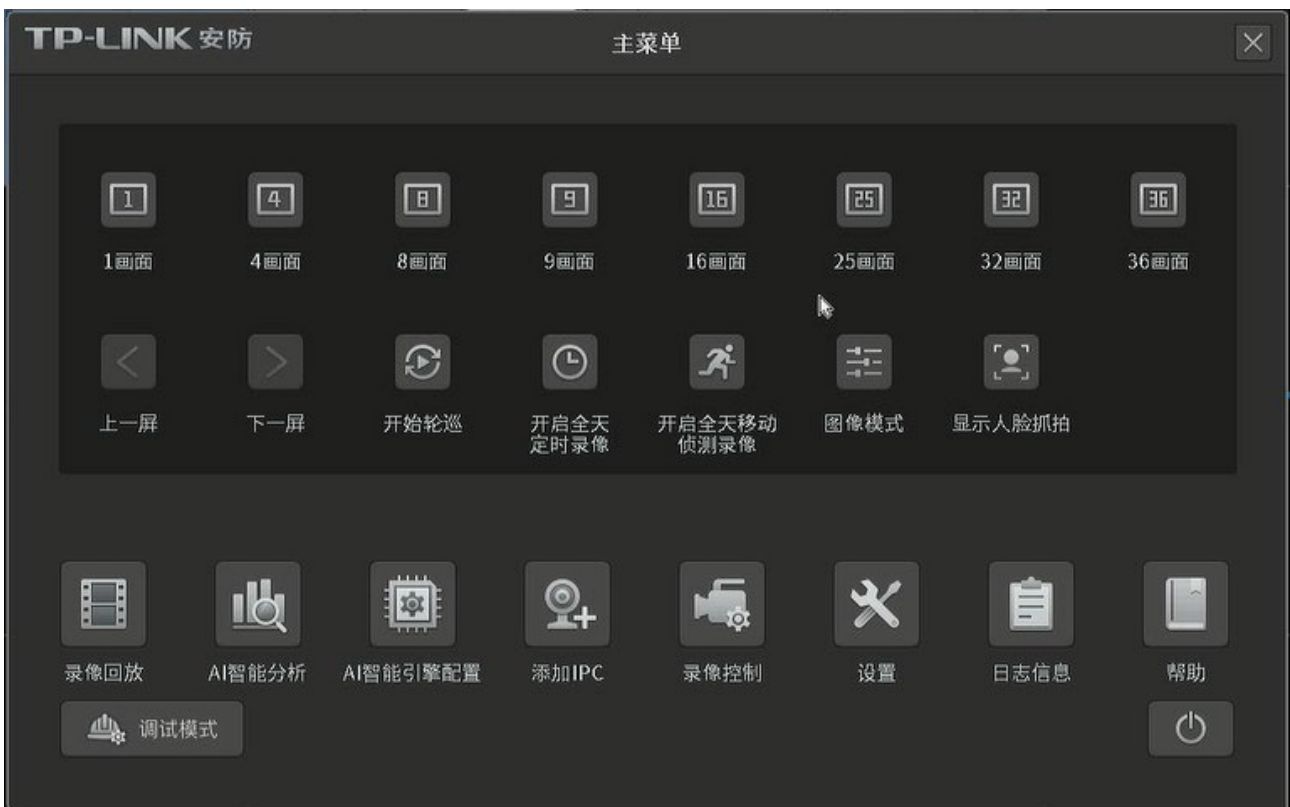 TP-LINK 安防
主菜单
1
4
8
9
16
25
32
36
1画面
4画面
8画面
9画面
16画面
25画面
32画面
36画面
上一屏
下一屏
开始轮巡
开启全天
定时录像
开启全天移动
侦测录像
图像模式
显示人脸抓拍
录像回放
AI智能分析
AI智能引擎配置
添加IPC
录像控制
设置
日志信息
帮助
调试模式